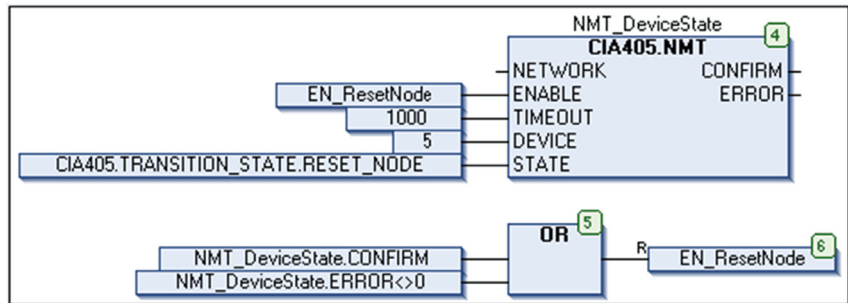 NMT_DeviceState
4
CIA405.NMT
NETWORK CONFIRM
EN_ResetNode ENABLE ERROR
1000 TIMEOUT
5 DEVICE
CIA405.TRANSITION_STATE.RESET_NODE STATE
OR 5
NMT_DeviceState.CONFIRM R EN_ResetNode 6
NMT_DeviceState.ERROR<>0